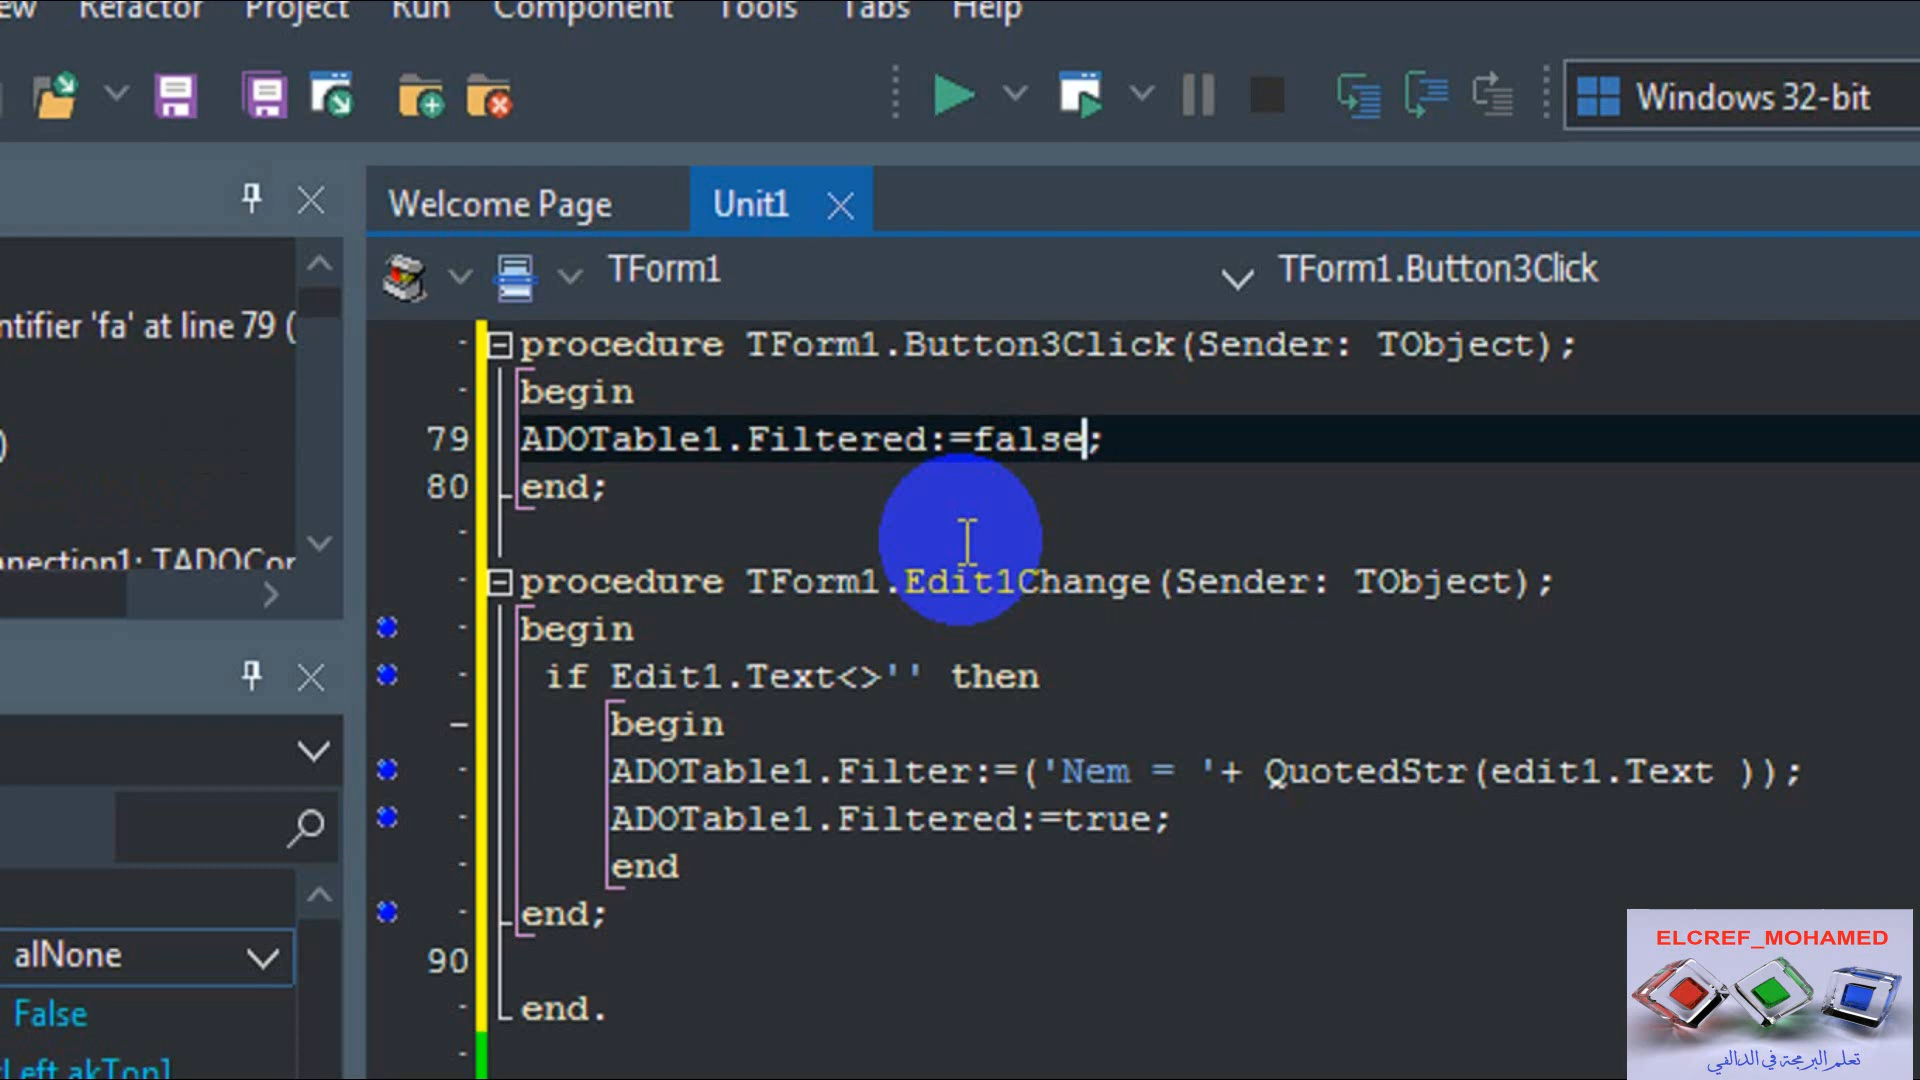 Refactor Project Run Component Tools Tabs Help
Windows 32-bit
Welcome Page Unit1
TForm1 TForm1.Button3Click
ntifier 'fa' at line 79 (
)
nnection1: TADOCor
procedure TForm1.Button3Click(Sender: TObject);
begin
79 ADOTable1.Filtered:=false;
80 end;
procedure TForm1.Edit1Change(Sender: TObject);
begin
if Edit1.Text<>'' then
begin
ADOTable1.Filter:=('Nem = '+ QuotedStr(edit1.Text ));
ADOTable1.Filtered:=true;
end
end;
90
end.
alNone
False
Left,akTop]
ELCREF_MOHAMED
تعلم البرمجة في الدالفي